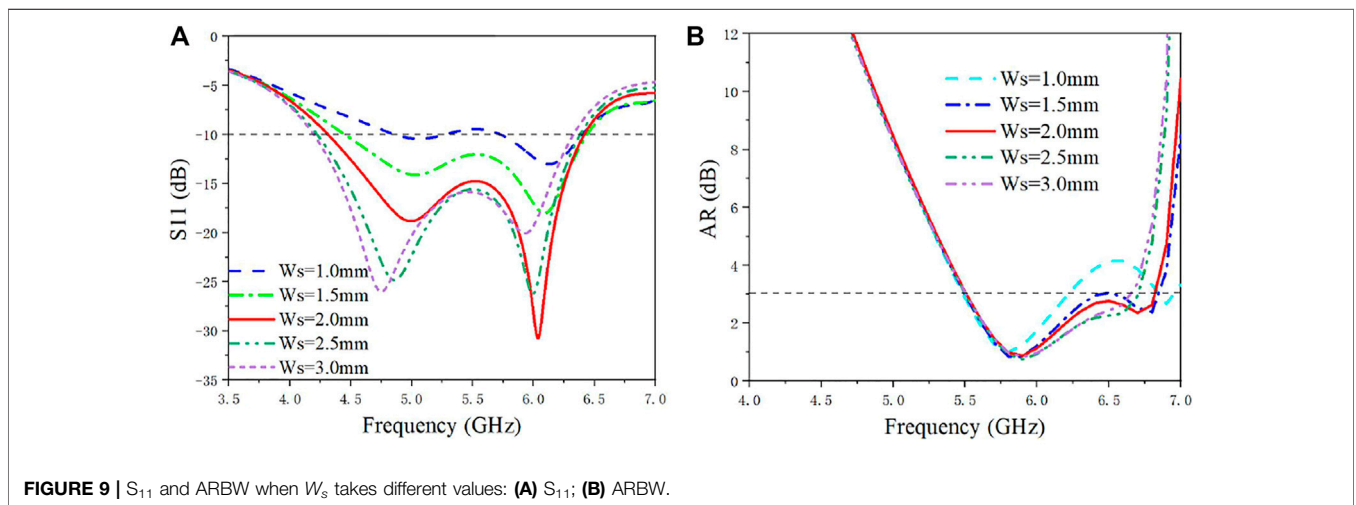 A
0
-5
-10
-15
-20
-25
-30
-35
S11 (dB)
Ws=1.0mm
Ws=1.5mm
Ws=2.0mm
Ws=2.5mm
Ws=3.0mm
3.5 4.0 4.5 5.0 5.5 6.0 6.5 7.0
Frequency (GHz)
B
12
10
8
6
4
2
0
AR (dB)
Ws=1.0mm
Ws=1.5mm
Ws=2.0mm
Ws=2.5mm
Ws=3.0mm
4.0 4.5 5.0 5.5 6.0 6.5 7.0
Frequency (GHz)
FIGURE 9 | S₁₁ and ARBW when Wₛ takes different values: (A) S₁₁; (B) ARBW.